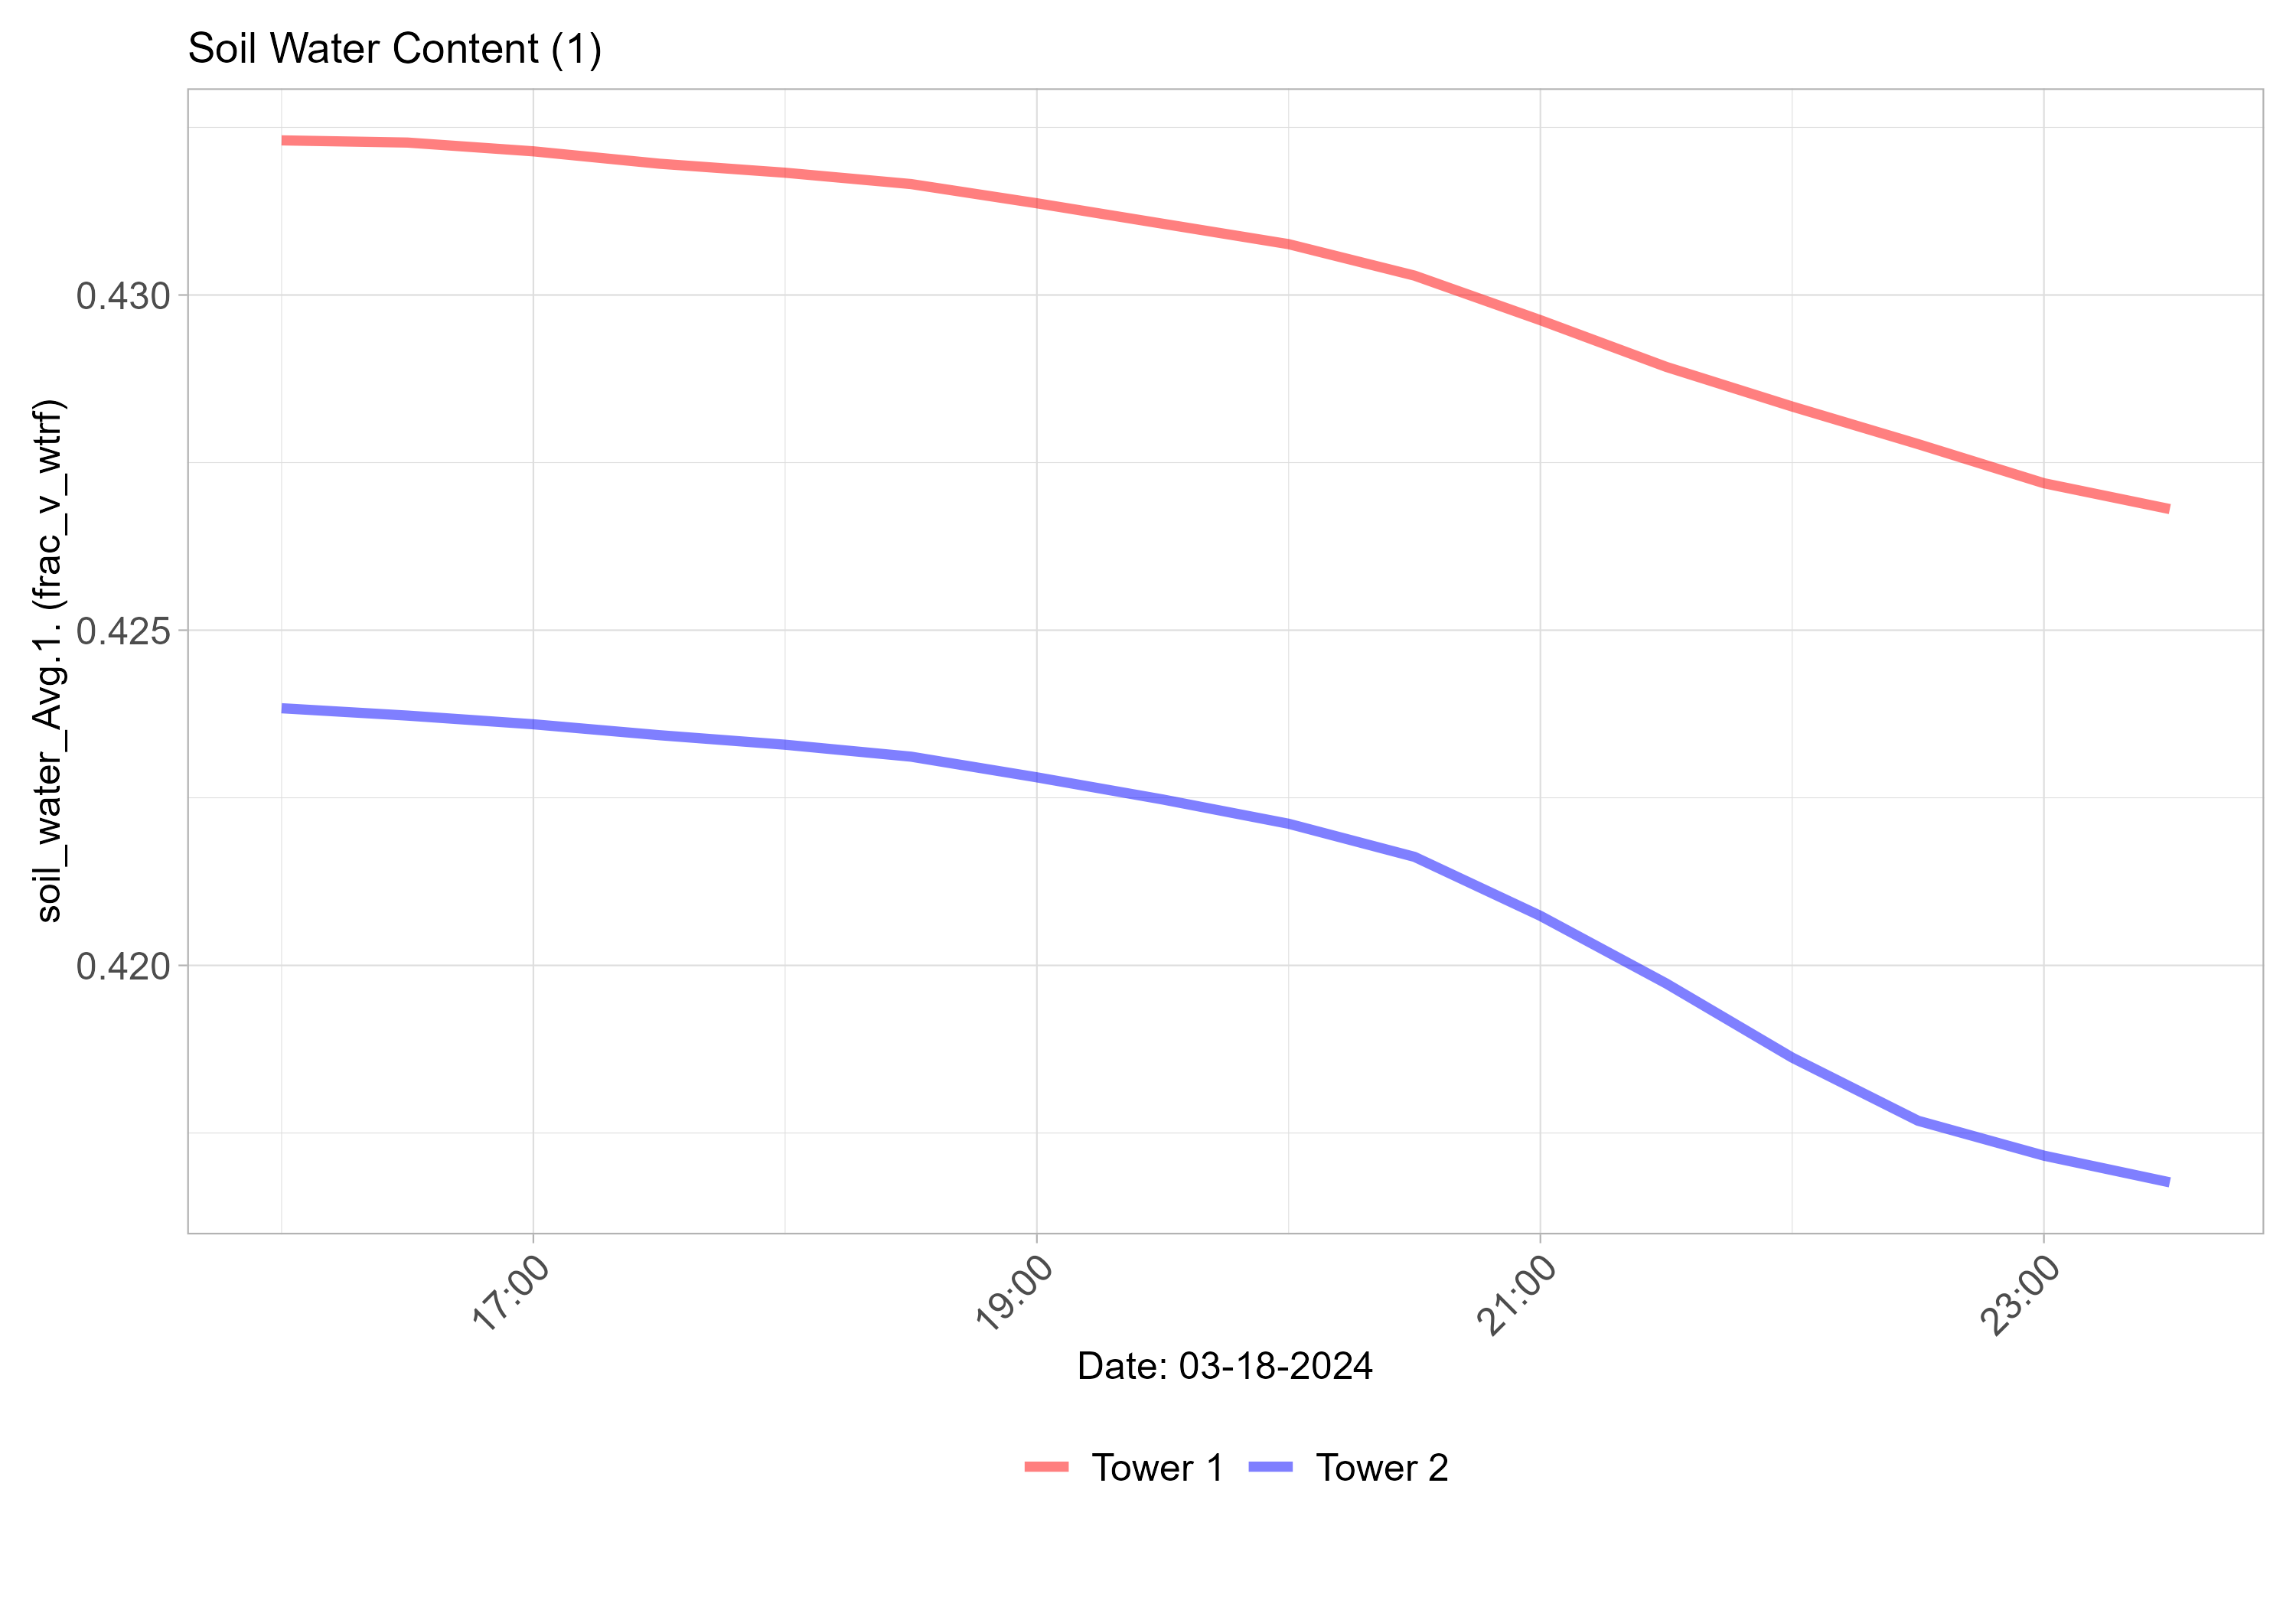 Soil Water Content (1)
soil_water_Avg.1. (frac_v_wtrf)
0.430
0.425
0.420
17:00
19:00
21:00
23:00
Date: 03-18-2024
Tower 1
Tower 2